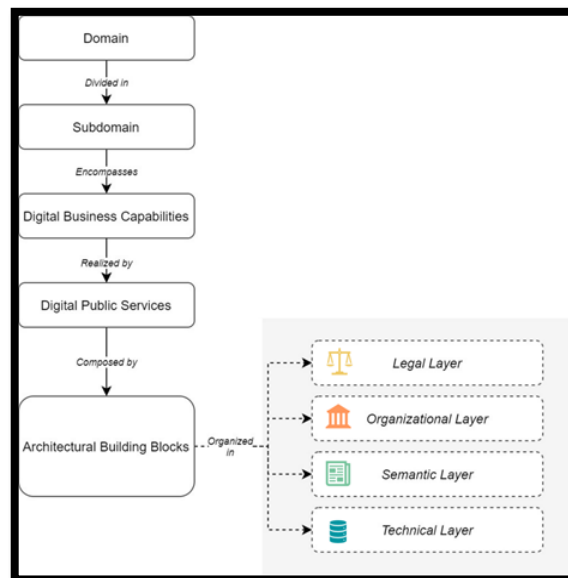 Domain
Divided in
Subdomain
Encompasses
Digital Business Capabilities
Realized by
Digital Public Services
Composed by
Architectural Building Blocks
Organized
in
Legal Layer
Organizational Layer
Semantic Layer
Technical Layer